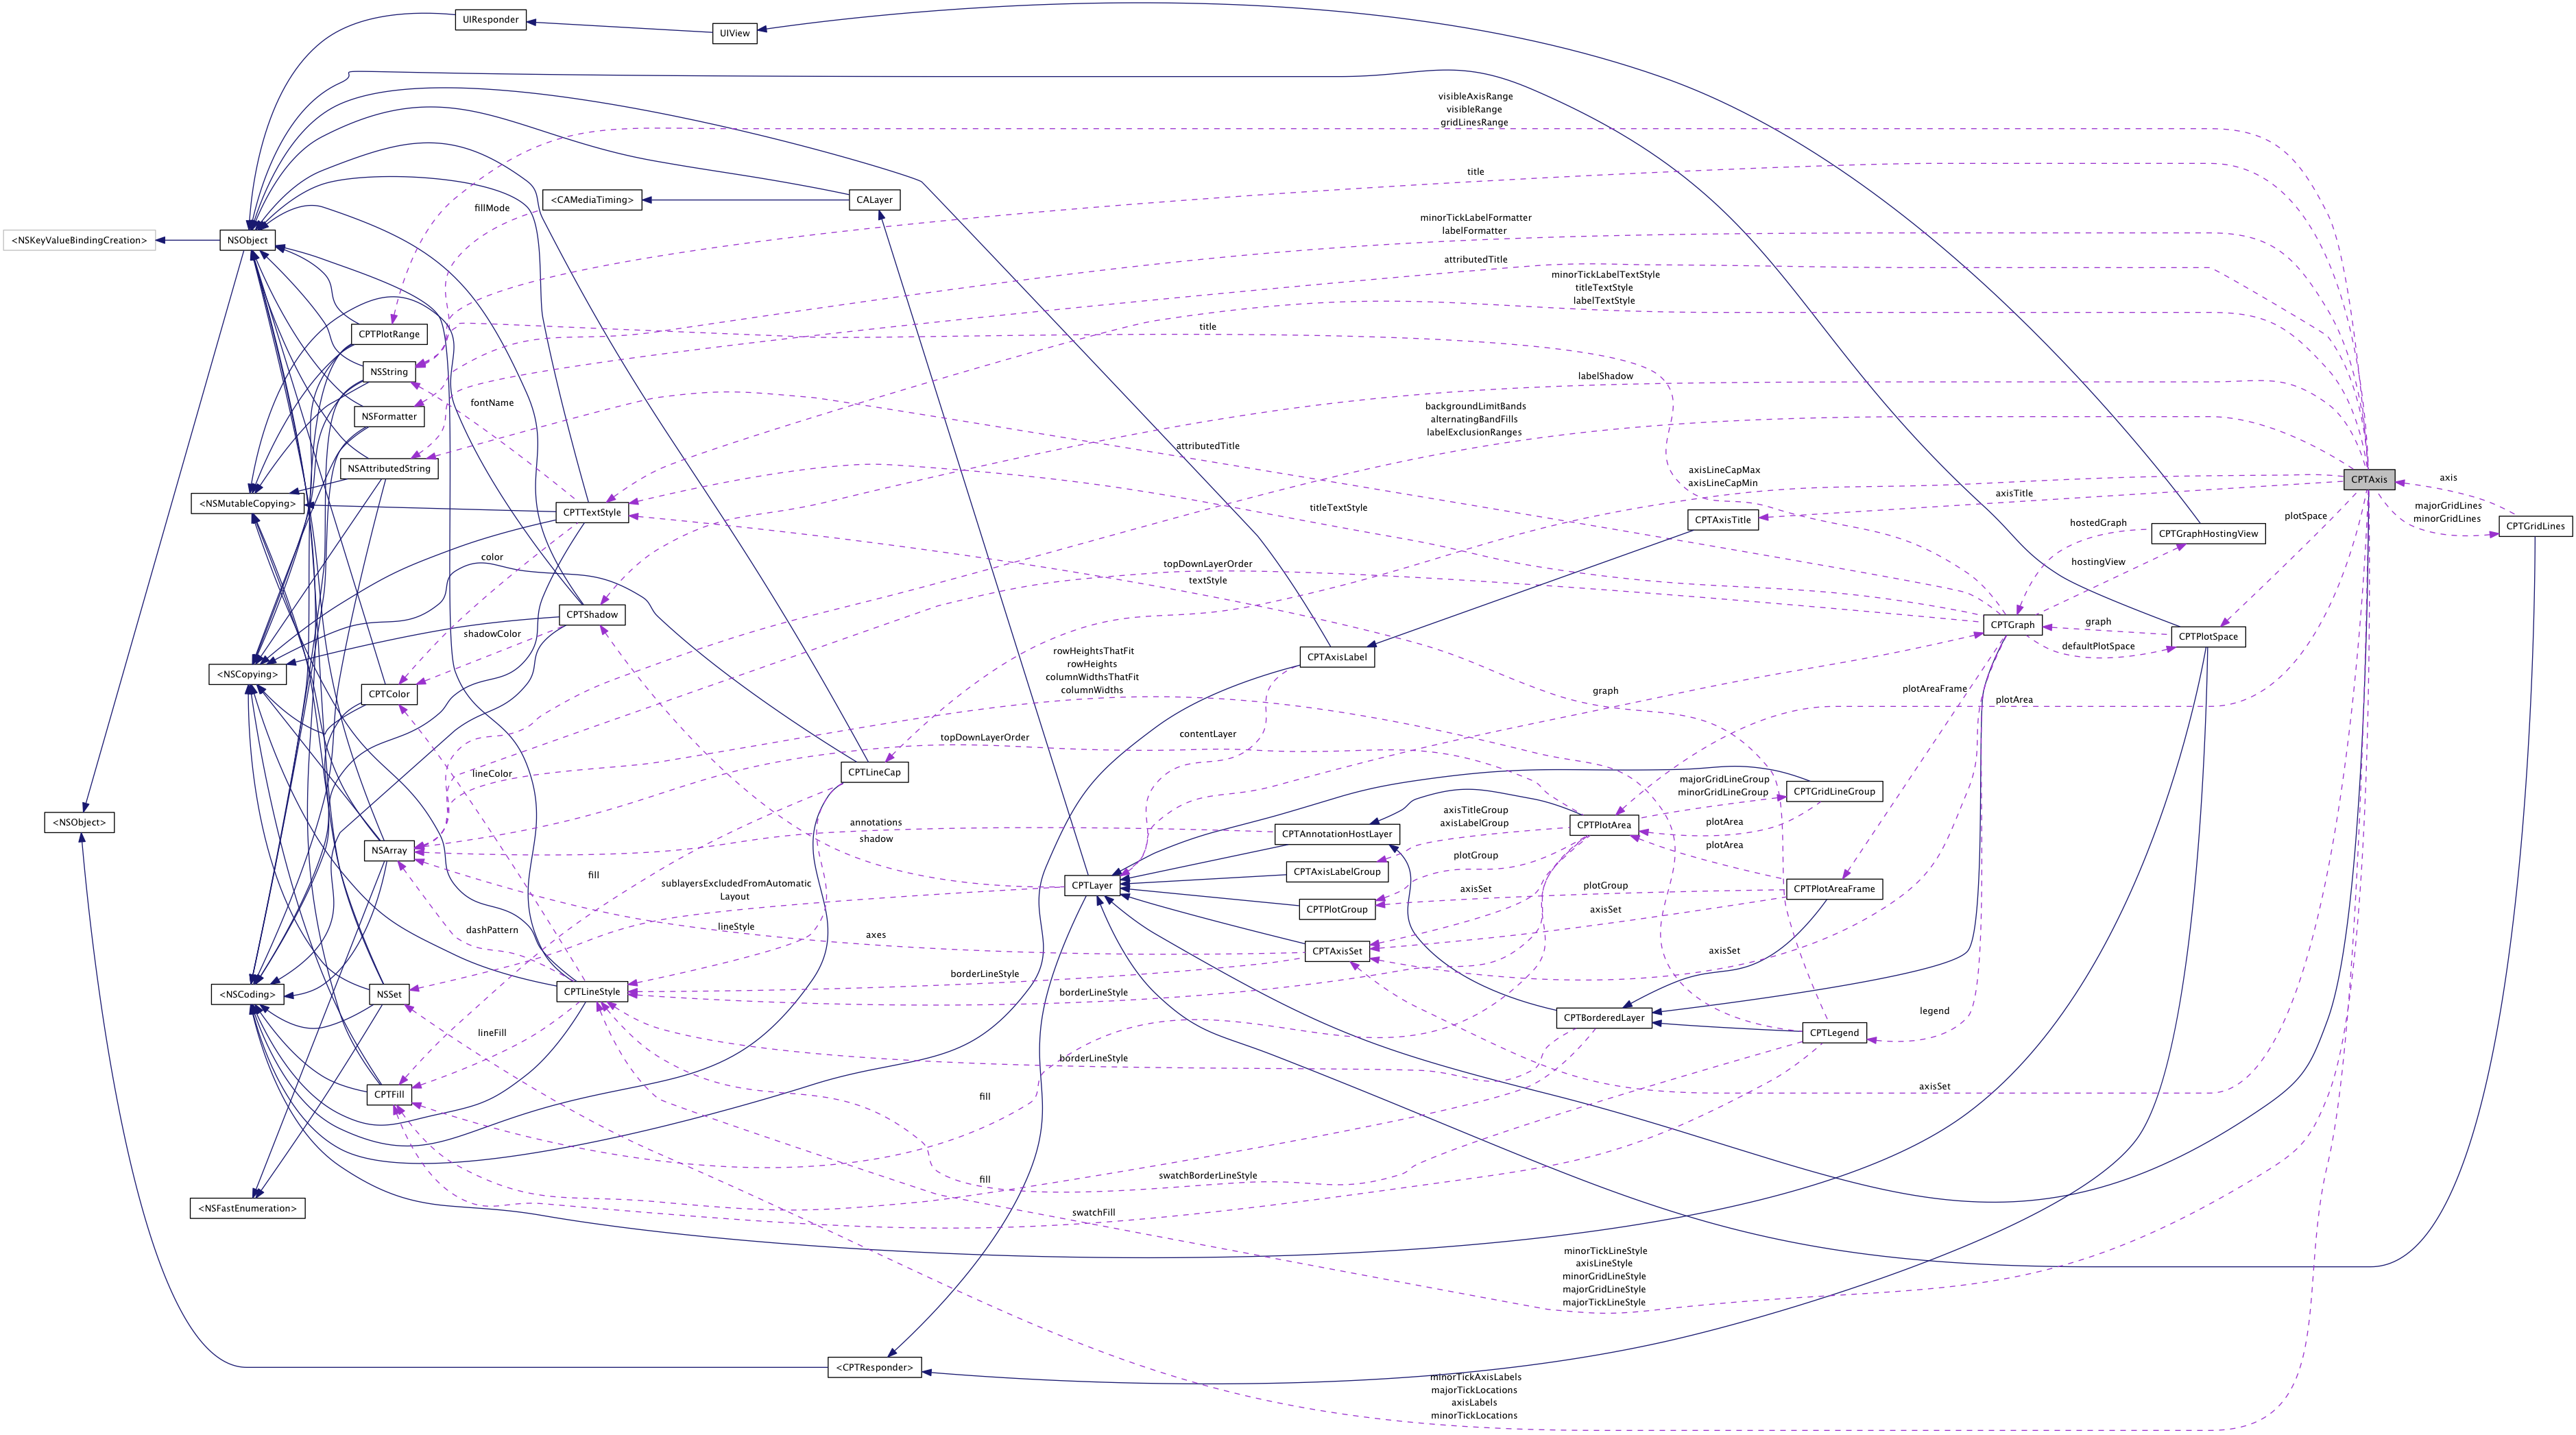 UIResponder
UIView
visibleAxisRange
visibleRange
gridLinesRange
title
<CAMediaTiming>
CALayer
fillMode
minorTickLabelFormatter
labelFormatter
<NSKeyValueBindingCreation>
NSObject
attributedTitle
minorTickLabelTextStyle
titleTextStyle
labelTextStyle
CPTPlotRange
title
NSString
labelShadow
fontName
backgroundLimitBands
alternatingBandFills
labelExclusionRanges
NSFormatter
attributedTitle
NSAttributedString
axisLineCapMax
axisLineCapMin
CPTAxis
axis
axisTitle
<NSMutableCopying>
CPTTextStyle
titleTextStyle
CPTAxisTitle
plotSpace
majorGridLines
minorGridLines
hostedGraph
CPTGraphHostingView
CPTGridLines
color
topDownLayerOrder
textStyle
hostingView
CPTShadow
shadowColor
CPTGraph
graph
CPTPlotSpace
defaultPlotSpace
rowHeightsThatFit
rowHeights
columnWidthsThatFit
columnWidths
CPTAxisLabel
<NSCopying>
CPTColor
graph
plotAreaFrame
plotArea
contentLayer
topDownLayerOrder
lineColor
CPTLineCap
majorGridLineGroup
minorGridLineGroup
CPTGridLineGroup
<NSObject>
annotations
shadow
axisTitleGroup
axisLabelGroup
CPTAnnotationHostLayer
CPTPlotArea
plotArea
NSArray
plotGroup
plotArea
fill
sublayersExcludedFromAutomatic
Layout
CPTLayer
CPTAxisLabelGroup
axisSet
plotGroup
CPTPlotAreaFrame
CPTPlotGroup
axisSet
dashPattern
lineStyle
axes
CPTAxisSet
axisSet
borderLineStyle
<NSCoding>
NSSet
CPTLineStyle
borderLineStyle
lineFill
CPTBorderedLayer
legend
CPTLegend
borderLineStyle
axisSet
CPTFill
fill
fill
swatchBorderLineStyle
<NSFastEnumeration>
swatchFill
minorTickLineStyle
axisLineStyle
minorGridLineStyle
majorGridLineStyle
majorTickLineStyle
<CPTResponder>
minorTickAxisLabels
majorTickLocations
axisLabels
minorTickLocations